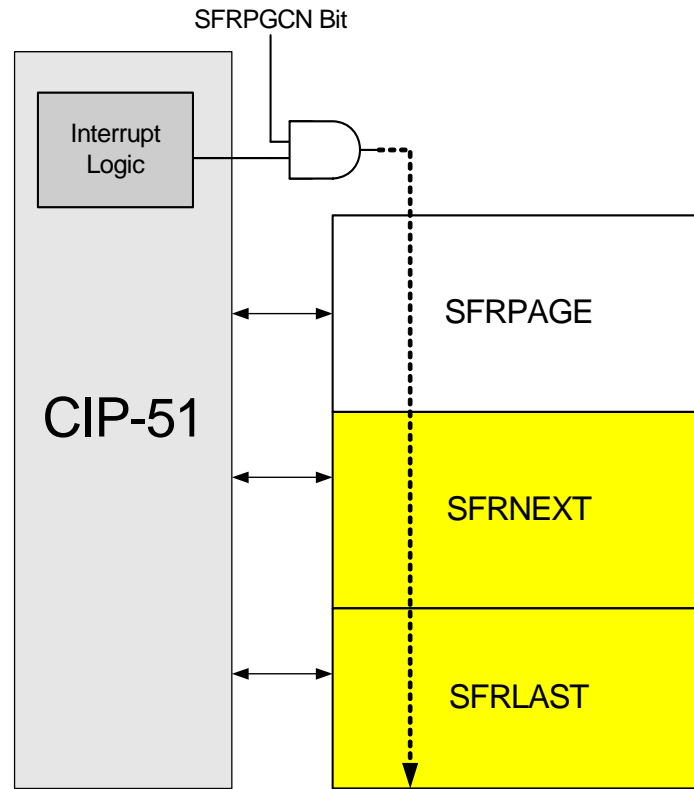 SFRPGCN Bit
Interrupt
Logic
SFRPAGE
CIP-51
SFRNEXT
SFRLAST